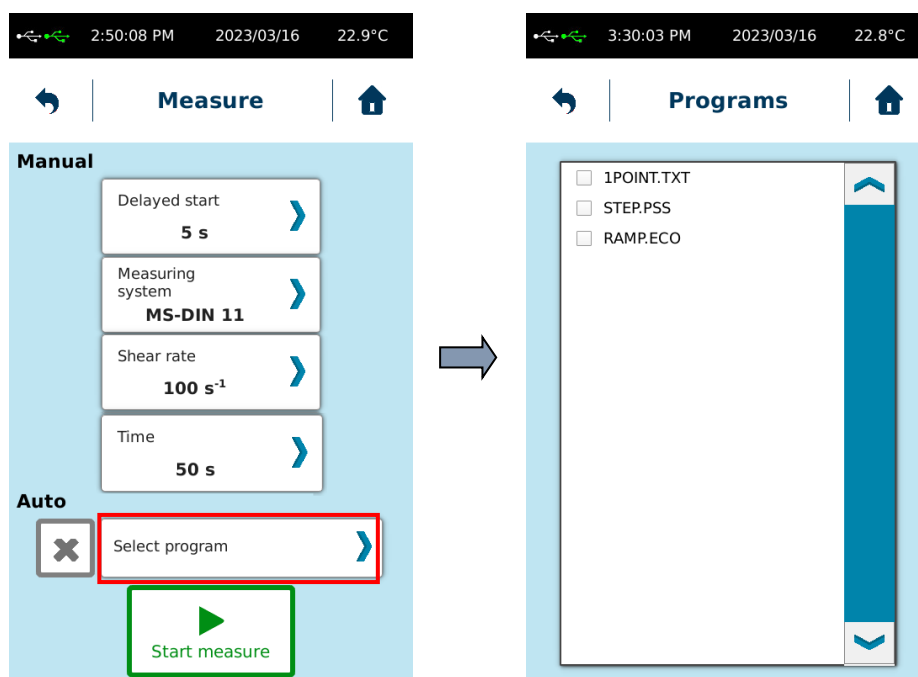 2:50:08 PM 2023/03/16 22.9°C
Measure
Manual
Delayed start
5 s
Measuring
system
MS-DIN 11
Shear rate
100 s⁻¹
Time
50 s
Auto
Select program
Start measure
3:30:03 PM 2023/03/16 22.8°C
Programs
1POINT.TXT
STEP.PSS
RAMP.ECO